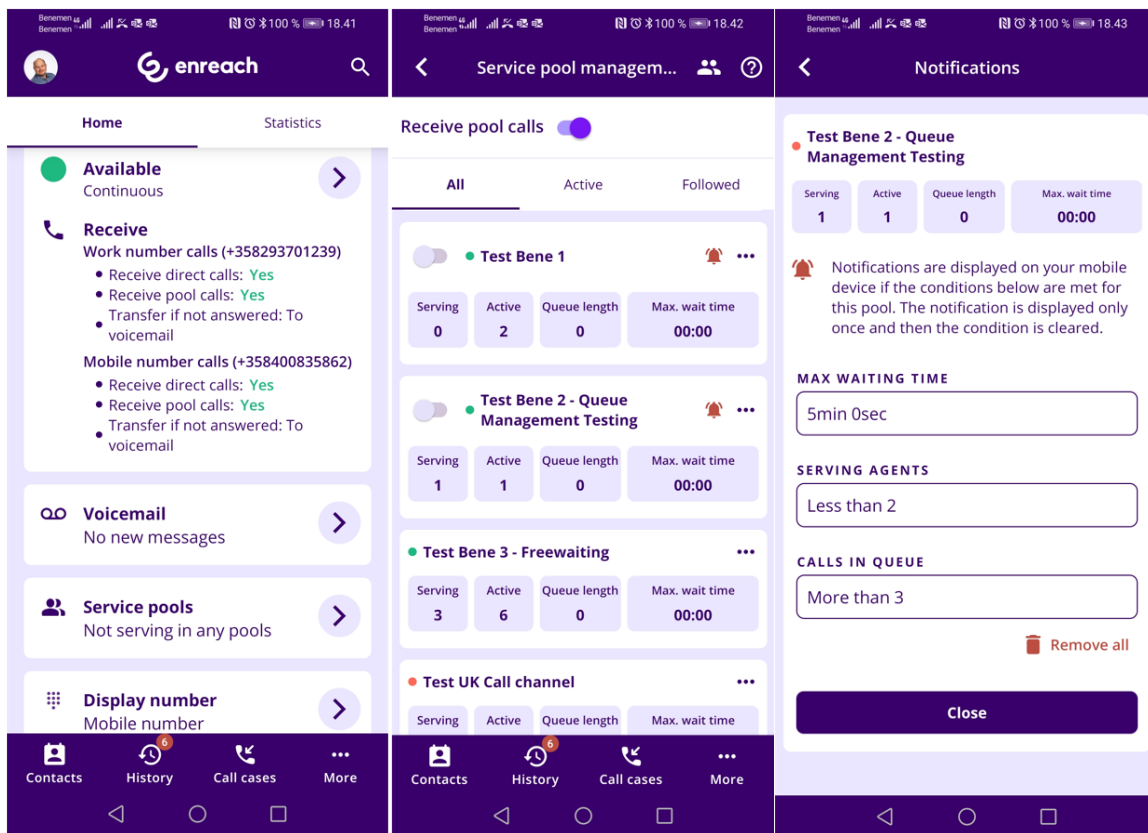 Benemen 4G
Benemen
100 % 18.41
enreach
Home
Statistics
Available
Continuous
Receive
Work number calls (+358293701239)
• Receive direct calls: Yes
• Receive pool calls: Yes
• Transfer if not answered: To
voicemail
Mobile number calls (+358400835862)
• Receive direct calls: Yes
• Receive pool calls: Yes
• Transfer if not answered: To
voicemail
Voicemail
No new messages
Service pools
Not serving in any pools
Display number
Mobile number
6
Contacts
History
Call cases
More
Benemen 4G
Benemen
100 % 18.42
Service pool managem...
Receive pool calls
All
Active
Followed
Test Bene 1
Serving Active Queue length Max. wait time
0 2 0 00:00
Test Bene 2 - Queue
Management Testing
Serving Active Queue length Max. wait time
1 1 0 00:00
Test Bene 3 - Freewaiting
Serving Active Queue length Max. wait time
3 6 0 00:00
Test UK Call channel
Serving Active Queue length Max. wait time
6
Contacts
History
Call cases
More
Benemen 4G
Benemen
100 % 18.43
Notifications
Test Bene 2 - Queue
Management Testing
Serving Active Queue length Max. wait time
1 1 0 00:00
Notifications are displayed on your mobile
device if the conditions below are met for
this pool. The notification is displayed only
once and then the condition is cleared.
MAX WAITING TIME
5min 0sec
SERVING AGENTS
Less than 2
CALLS IN QUEUE
More than 3
Remove all
Close